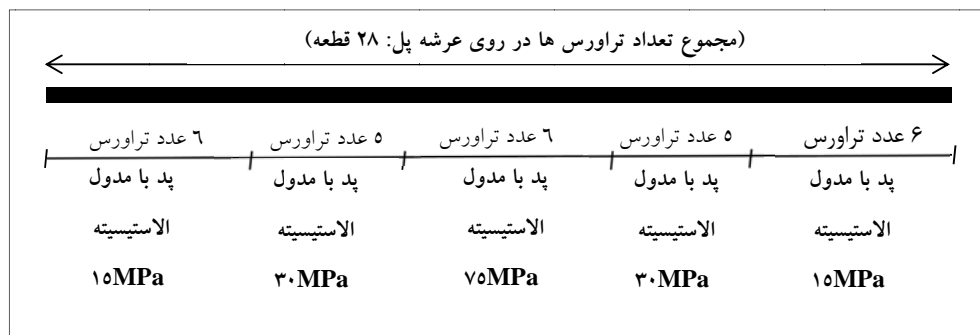 (مجموع تعداد تراورس ها در روی عرشه پل: ۲۸ قطعه)
۶ عدد تراورس ۵ عدد تراورس ۶ عدد تراورس ۵ عدد تراورس ۶ عدد تراورس
پد با مدول پد با مدول پد با مدول پد با مدول پد با مدول
الاستیسیته الاستیسیته الاستیسیته الاستیسیته الاستیسیته
۱۵MPa ۳۰MPa ۷۵MPa ۳۰MPa ۱۵MPa